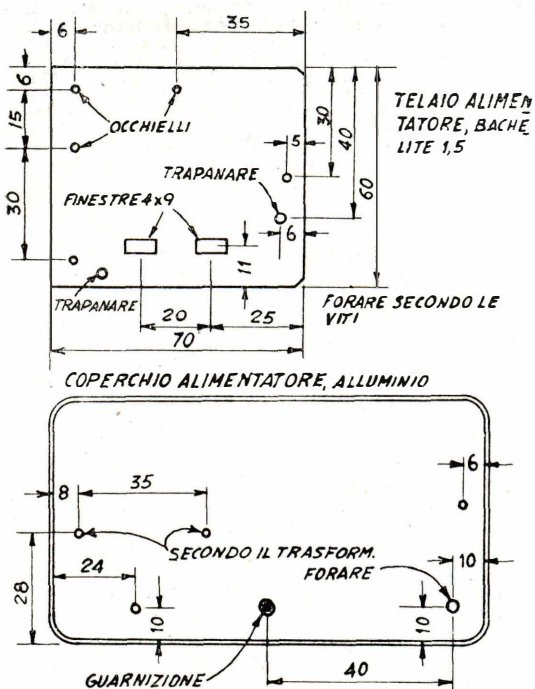 6
35
6
15
OCCHIELLI
TELAIO ALIMEN
TATORE, BACHE
LITE 1,5
30
40
60
5
TRAPANARE
FINESTRE 4x9
30
6
11
TRAPANARE
20
25
FORARE SECONDO LE
VITI
70
COPERCHIO ALIMENTATORE, ALLUMINIO
8
35
6
SECONDO IL TRASFORM.
FORARE
24
10
28
10
10
GUARNIZIONE
40